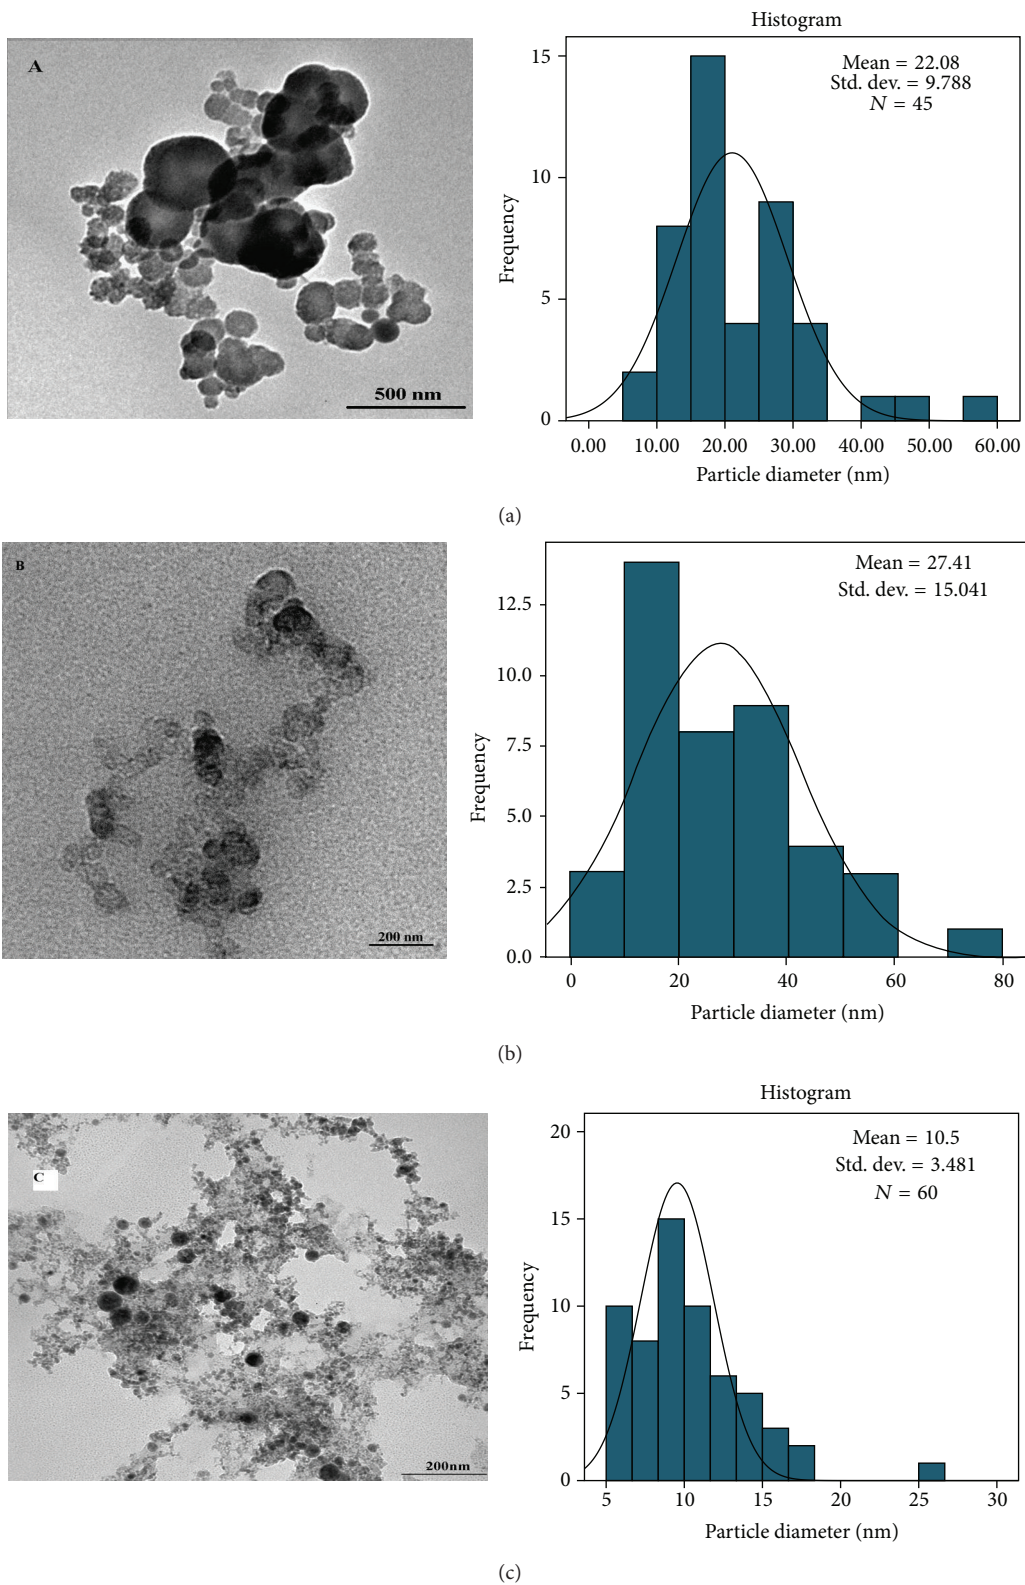 A
500 nm
Histogram
Mean = 22.08
Std. dev. = 9.788
N = 45
15
10
5
0
Frequency
0.00 10.00 20.00 30.00 40.00 50.00 60.00
Particle diameter (nm)
(a)
B
200 nm
Mean = 27.41
Std. dev. = 15.041
12.5
10.0
7.5
5.0
2.5
0.0
Frequency
0 20 40 60 80
Particle diameter (nm)
(b)
C
200nm
Histogram
Mean = 10.5
Std. dev. = 3.481
N = 60
20
15
10
5
0
Frequency
5 10 15 20 25 30
Particle diameter (nm)
(c)